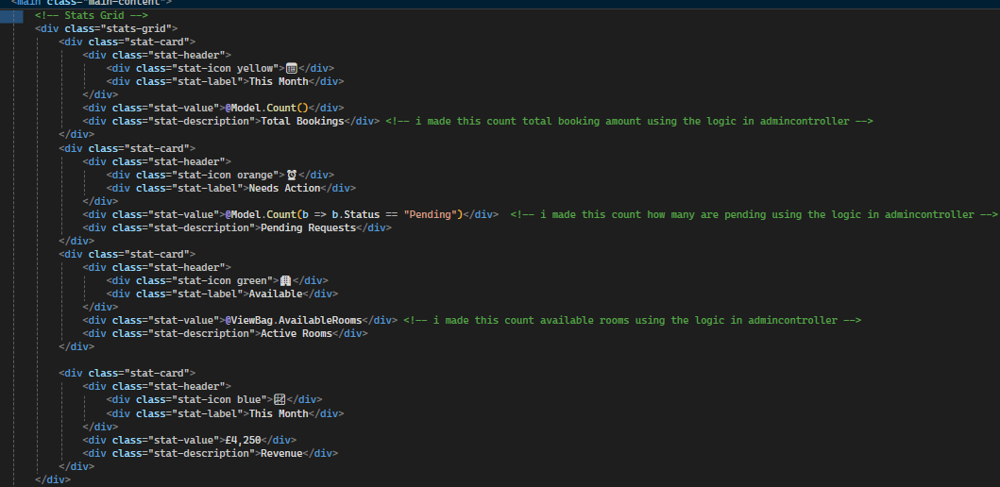 <main class="main-content">
<!-- Stats Grid -->
<div class="stats-grid">
<div class="stat-card">
<div class="stat-header">
<div class="stat-icon yellow">📅</div>
<div class="stat-label">This Month</div>
</div>
<div class="stat-value">@Model.Count()</div>
<div class="stat-description">Total Bookings</div> <!-- i made this count total booking amount using the logic in admincontroller -->
</div>
<div class="stat-card">
<div class="stat-header">
<div class="stat-icon orange">⏰</div>
<div class="stat-label">Needs Action</div>
</div>
<div class="stat-value">@Model.Count(b => b.Status == "Pending")</div> <!-- i made this count how many are pending using the logic in admincontroller -->
<div class="stat-description">Pending Requests</div>
</div>
<div class="stat-card">
<div class="stat-header">
<div class="stat-icon green">🏢</div>
<div class="stat-label">Available</div>
</div>
<div class="stat-value">@ViewBag.AvailableRooms</div> <!-- i made this count available rooms using the logic in admincontroller -->
<div class="stat-description">Active Rooms</div>
</div>
<div class="stat-card">
<div class="stat-header">
<div class="stat-icon blue">💹</div>
<div class="stat-label">This Month</div>
</div>
<div class="stat-value">£4,250</div>
<div class="stat-description">Revenue</div>
</div>
</div>